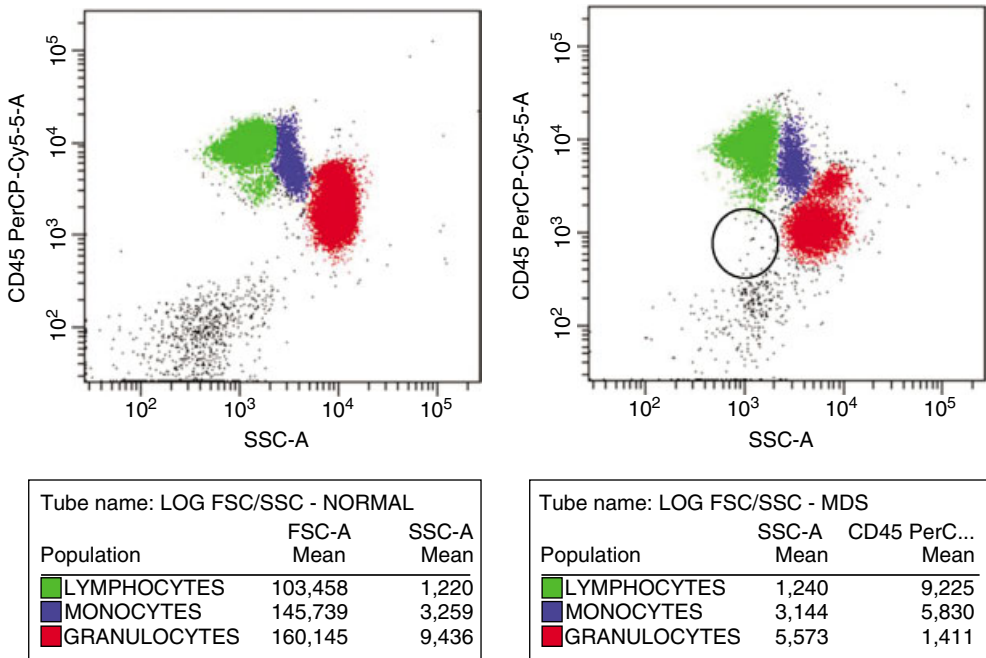 CD45 PerCP-Cy5-5-A
10^5
10^4
10^3
10^2
10^2 10^3 10^4 10^5
SSC-A
CD45 PerCP-Cy5-5-A
10^5
10^4
10^3
10^2
10^2 10^3 10^4 10^5
SSC-A
Tube name: LOG FSC/SSC - NORMAL
FSC-A SSC-A
Population Mean Mean
LYMPHOCYTES 103,458 1,220
MONOCYTES 145,739 3,259
GRANULOCYTES 160,145 9,436
Tube name: LOG FSC/SSC - MDS
SSC-A CD45 PerC...
Population Mean Mean
LYMPHOCYTES 1,240 9,225
MONOCYTES 3,144 5,830
GRANULOCYTES 5,573 1,411